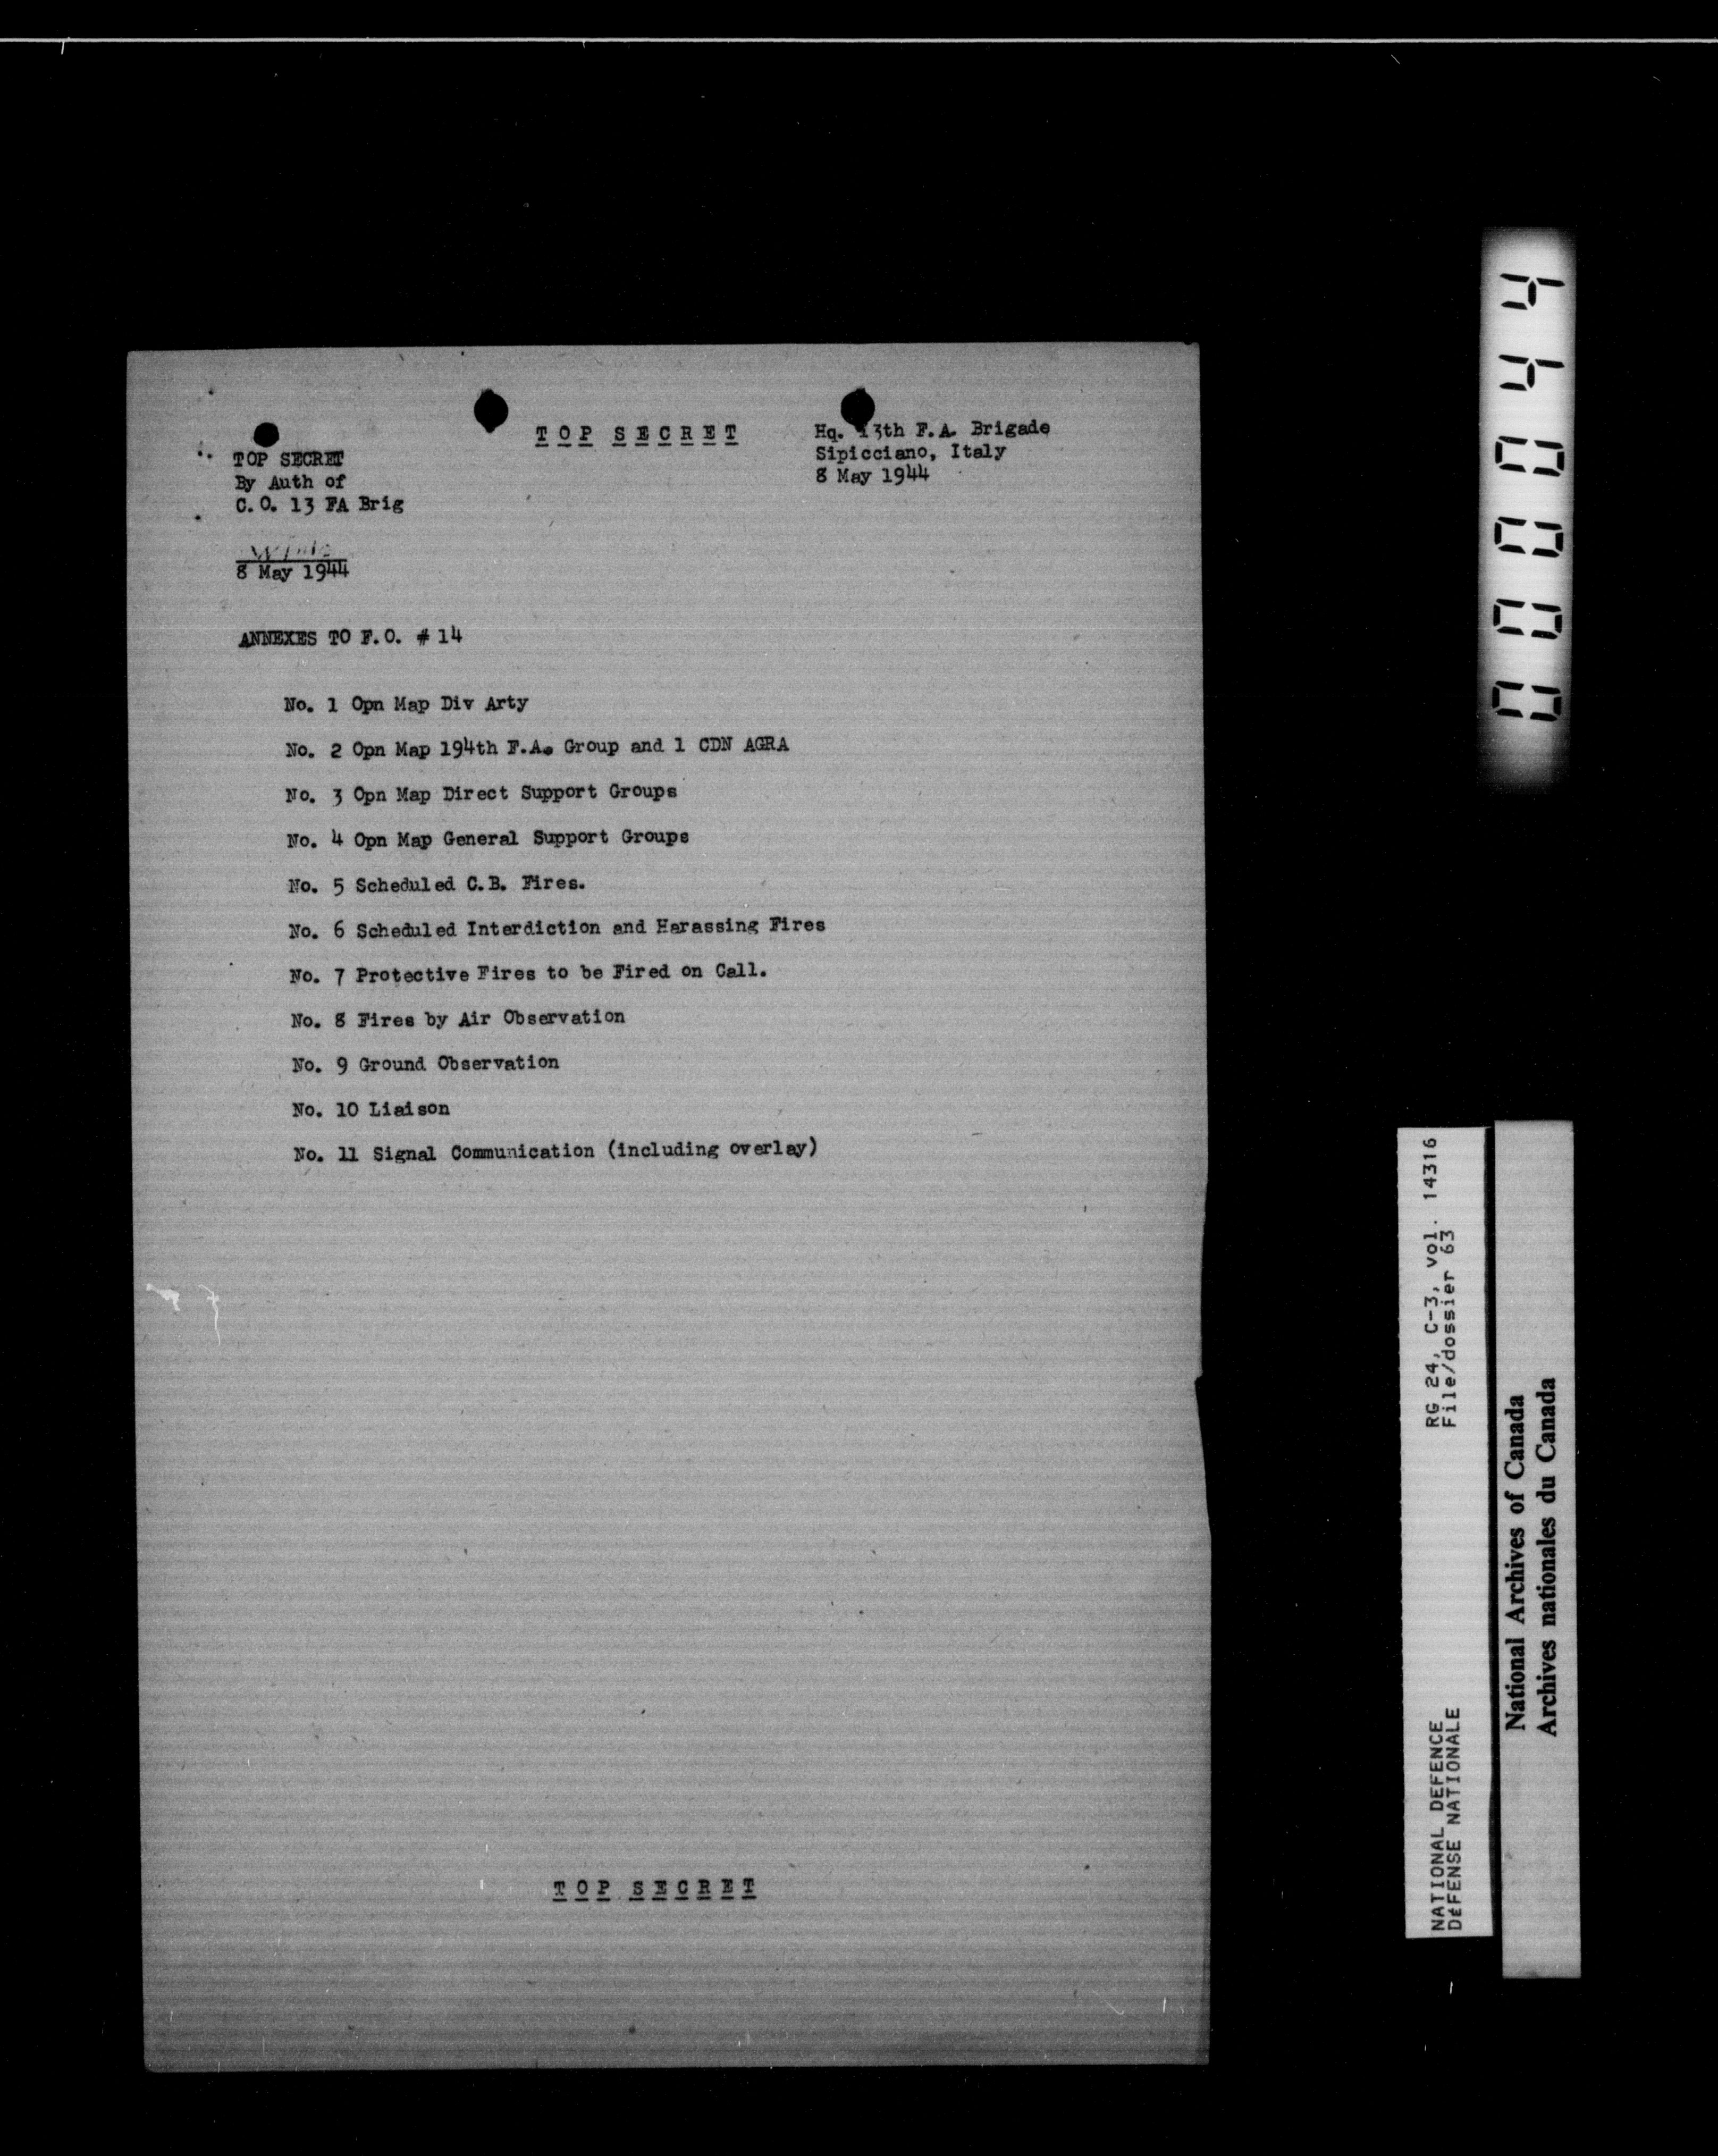 T O P  S E C R E T
Hq. 13th F.A. Brigade
Sipicciano, Italy
8 May 1944
TOP SECRET
By Auth of
C.O. 13 FA Brig
8 May 1944
ANNEXES TO F.O. # 14
No. 1 Opn Map Div Arty
No. 2 Opn Map 194th F.A. Group and 1 CDN AGRA
No. 3 Opn Map Direct Support Groups
No. 4 Opn Map General Support Groups
No. 5 Scheduled C.B. Fires.
No. 6 Scheduled Interdiction and Harassing Fires
No. 7 Protective Fires to be Fired on Call.
No. 8 Fires by Air Observation
No. 9 Ground Observation
No. 10 Liaison
No. 11 Signal Communication (including overlay)
T O P  S E C R E T
000044
NATIONAL DEFENCE RG 24, C-3, vol. 14316
DéFENSE NATIONALE File/dossier 63
National Archives of Canada
Archives nationales du Canada